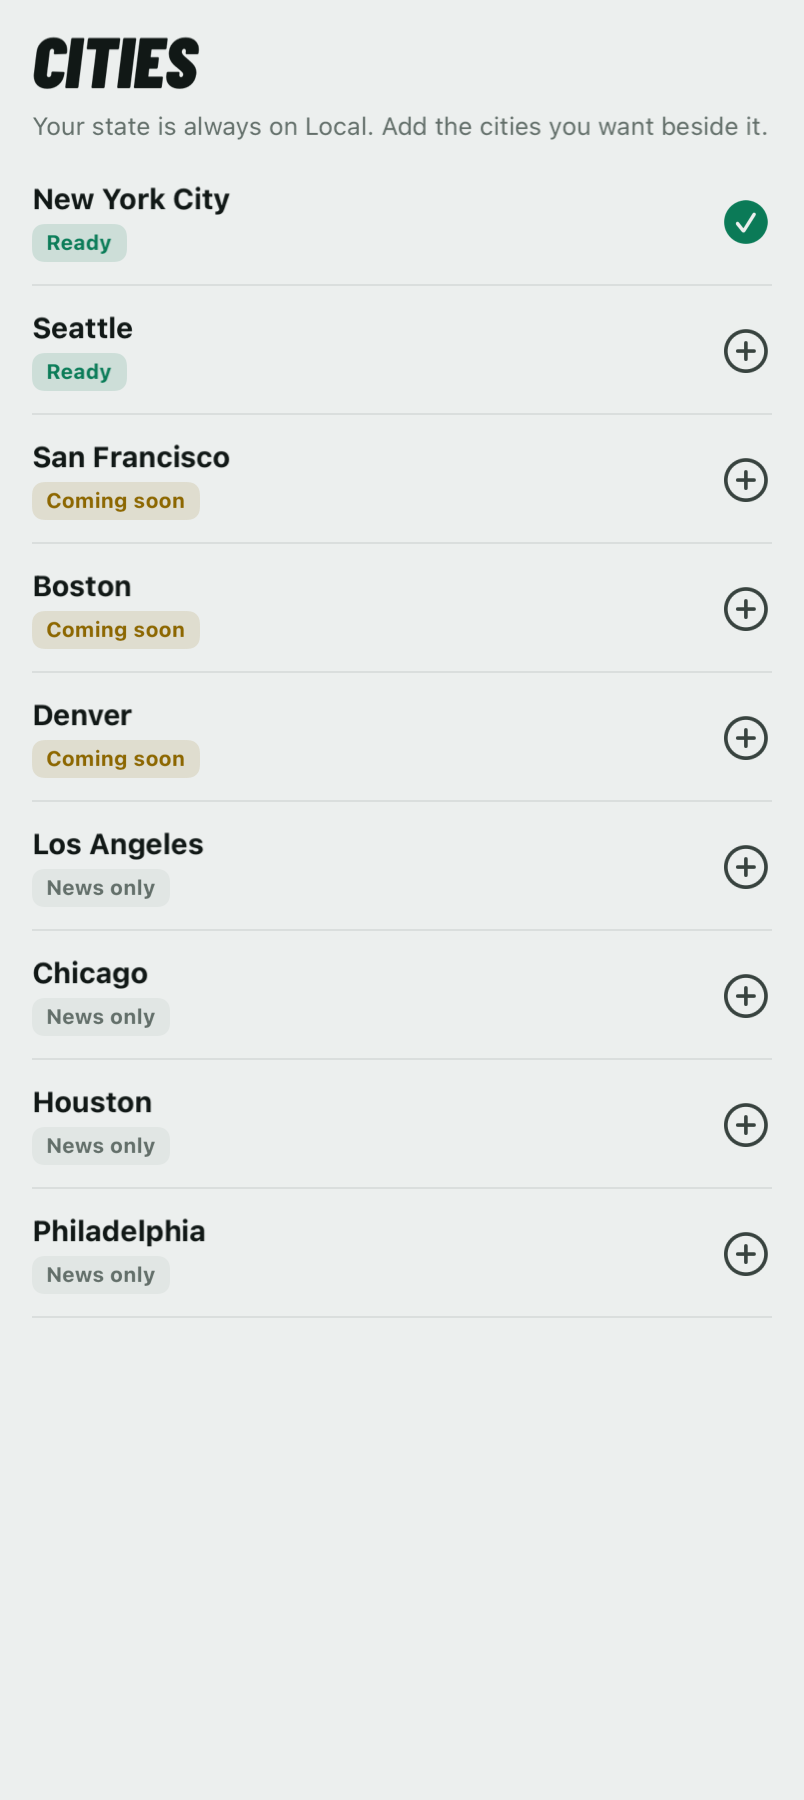 CITIES
Your state is always on Local. Add the cities you want beside it.
New York City
Ready
Seattle
Ready
San Francisco
Coming soon
Boston
Coming soon
Denver
Coming soon
Los Angeles
News only
Chicago
News only
Houston
News only
Philadelphia
News only